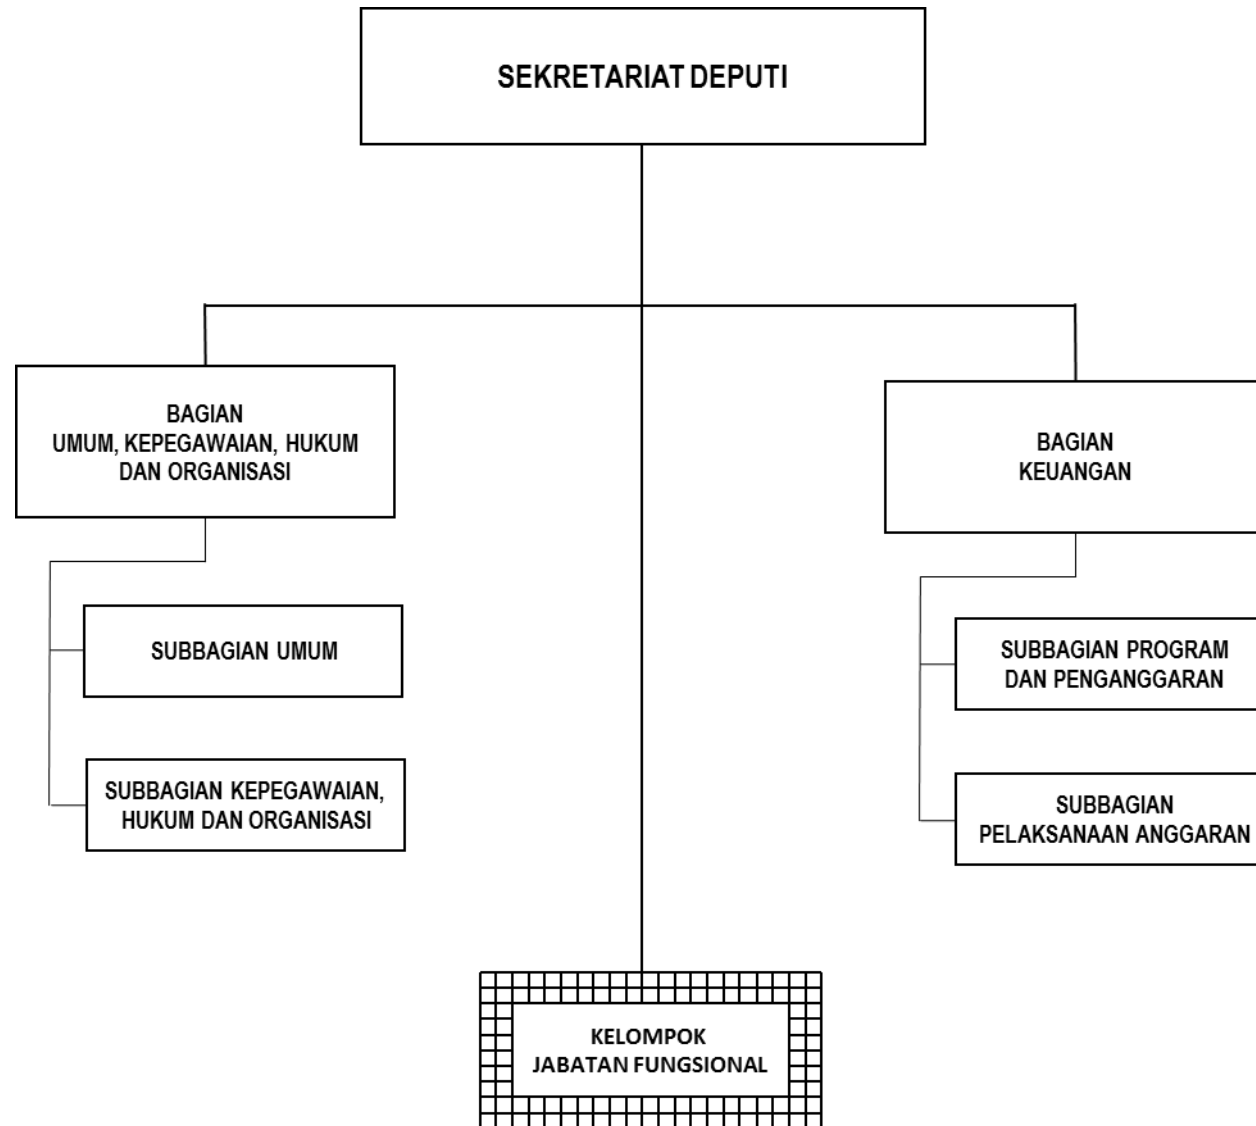 SEKRETARIAT DEPUTI
BAGIAN
UMUM, KEPEGAWAIAN, HUKUM
DAN ORGANISASI
BAGIAN
KEUANGAN
SUBBAGIAN UMUM
SUBBAGIAN KEPEGAWAIAN,
HUKUM DAN ORGANISASI
SUBBAGIAN PROGRAM
DAN PENGANGGARAN
SUBBAGIAN
PELAKSANAAN ANGGARAN
KELOMPOK
JABATAN FUNGSIONAL